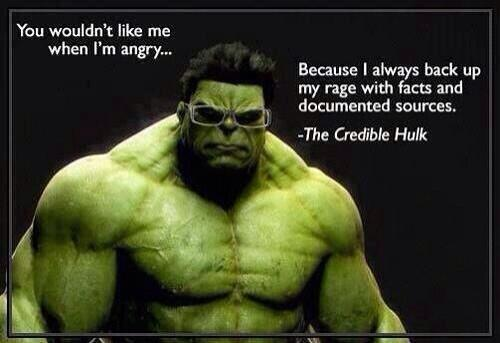 You wouldn't like me
when I'm angry...
Because I always back up
my rage with facts and
documented sources.
-The Credible Hulk